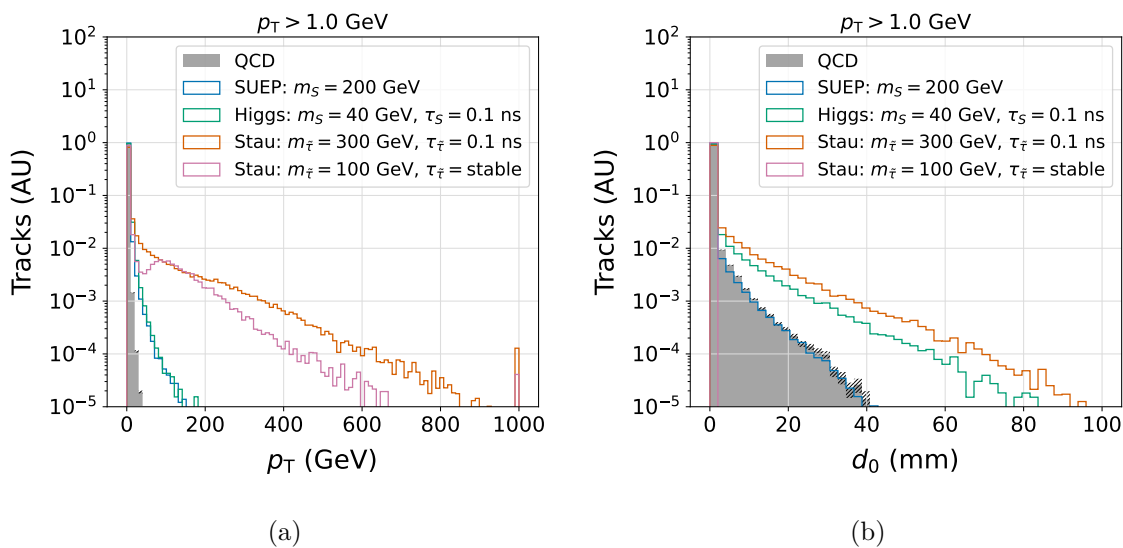 p_T > 1.0 GeV
10^2
10^1
10^0
10^−1
10^−2
10^−3
10^−4
10^−5
Tracks (AU)
QCD
SUEP: m_S = 200 GeV
Higgs: m_S = 40 GeV, τ_S = 0.1 ns
Stau: m_τ̃ = 300 GeV, τ_τ̃ = 0.1 ns
Stau: m_τ̃ = 100 GeV, τ_τ̃ = stable
0 200 400 600 800 1000
p_T (GeV)
(a)
p_T > 1.0 GeV
10^2
10^1
10^0
10^−1
10^−2
10^−3
10^−4
10^−5
Tracks (AU)
QCD
SUEP: m_S = 200 GeV
Higgs: m_S = 40 GeV, τ_S = 0.1 ns
Stau: m_τ̃ = 300 GeV, τ_τ̃ = 0.1 ns
Stau: m_τ̃ = 100 GeV, τ_τ̃ = stable
0 20 40 60 80 100
d_0 (mm)
(b)